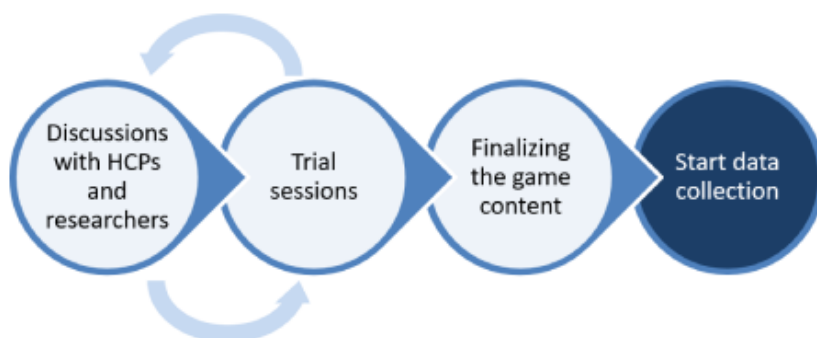 Discussions
with HCPs
and
researchers
Trial
sessions
Finalizing
the game
content
Start data
collection